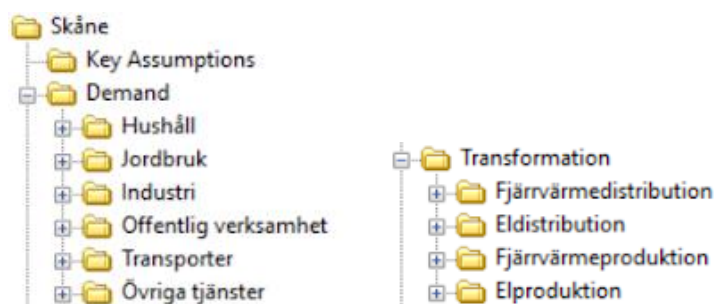 Skåne
Key Assumptions
Demand
Hushåll
Jordbruk
Industri
Offentlig verksamhet
Transporter
Övriga tjänster
Transformation
Fjärrvärmedistribution
Eldistribution
Fjärrvärmeproduktion
Elproduktion